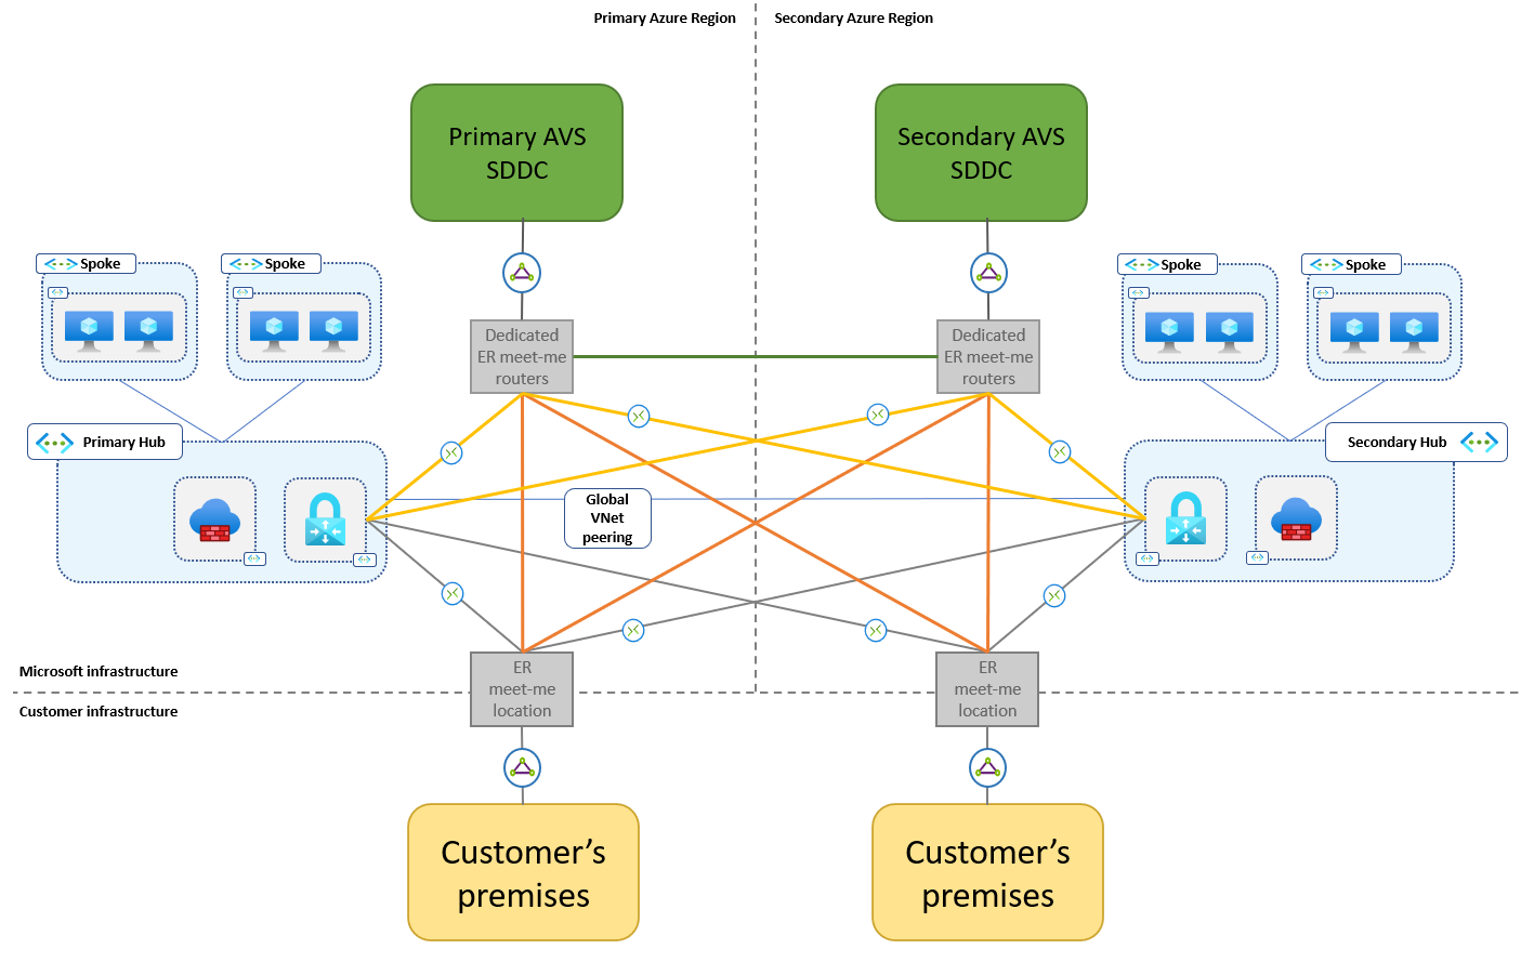 Primary Azure Region
Secondary Azure Region
Primary AVS
SDDC
Secondary AVS
SDDC
Spoke
Spoke
Spoke
Spoke
Dedicated
ER meet-me
routers
Dedicated
ER meet-me
routers
Primary Hub
Secondary Hub
Global
VNet
peering
Microsoft infrastructure
Customer infrastructure
ER
meet-me
location
ER
meet-me
location
Customer’s
premises
Customer’s
premises